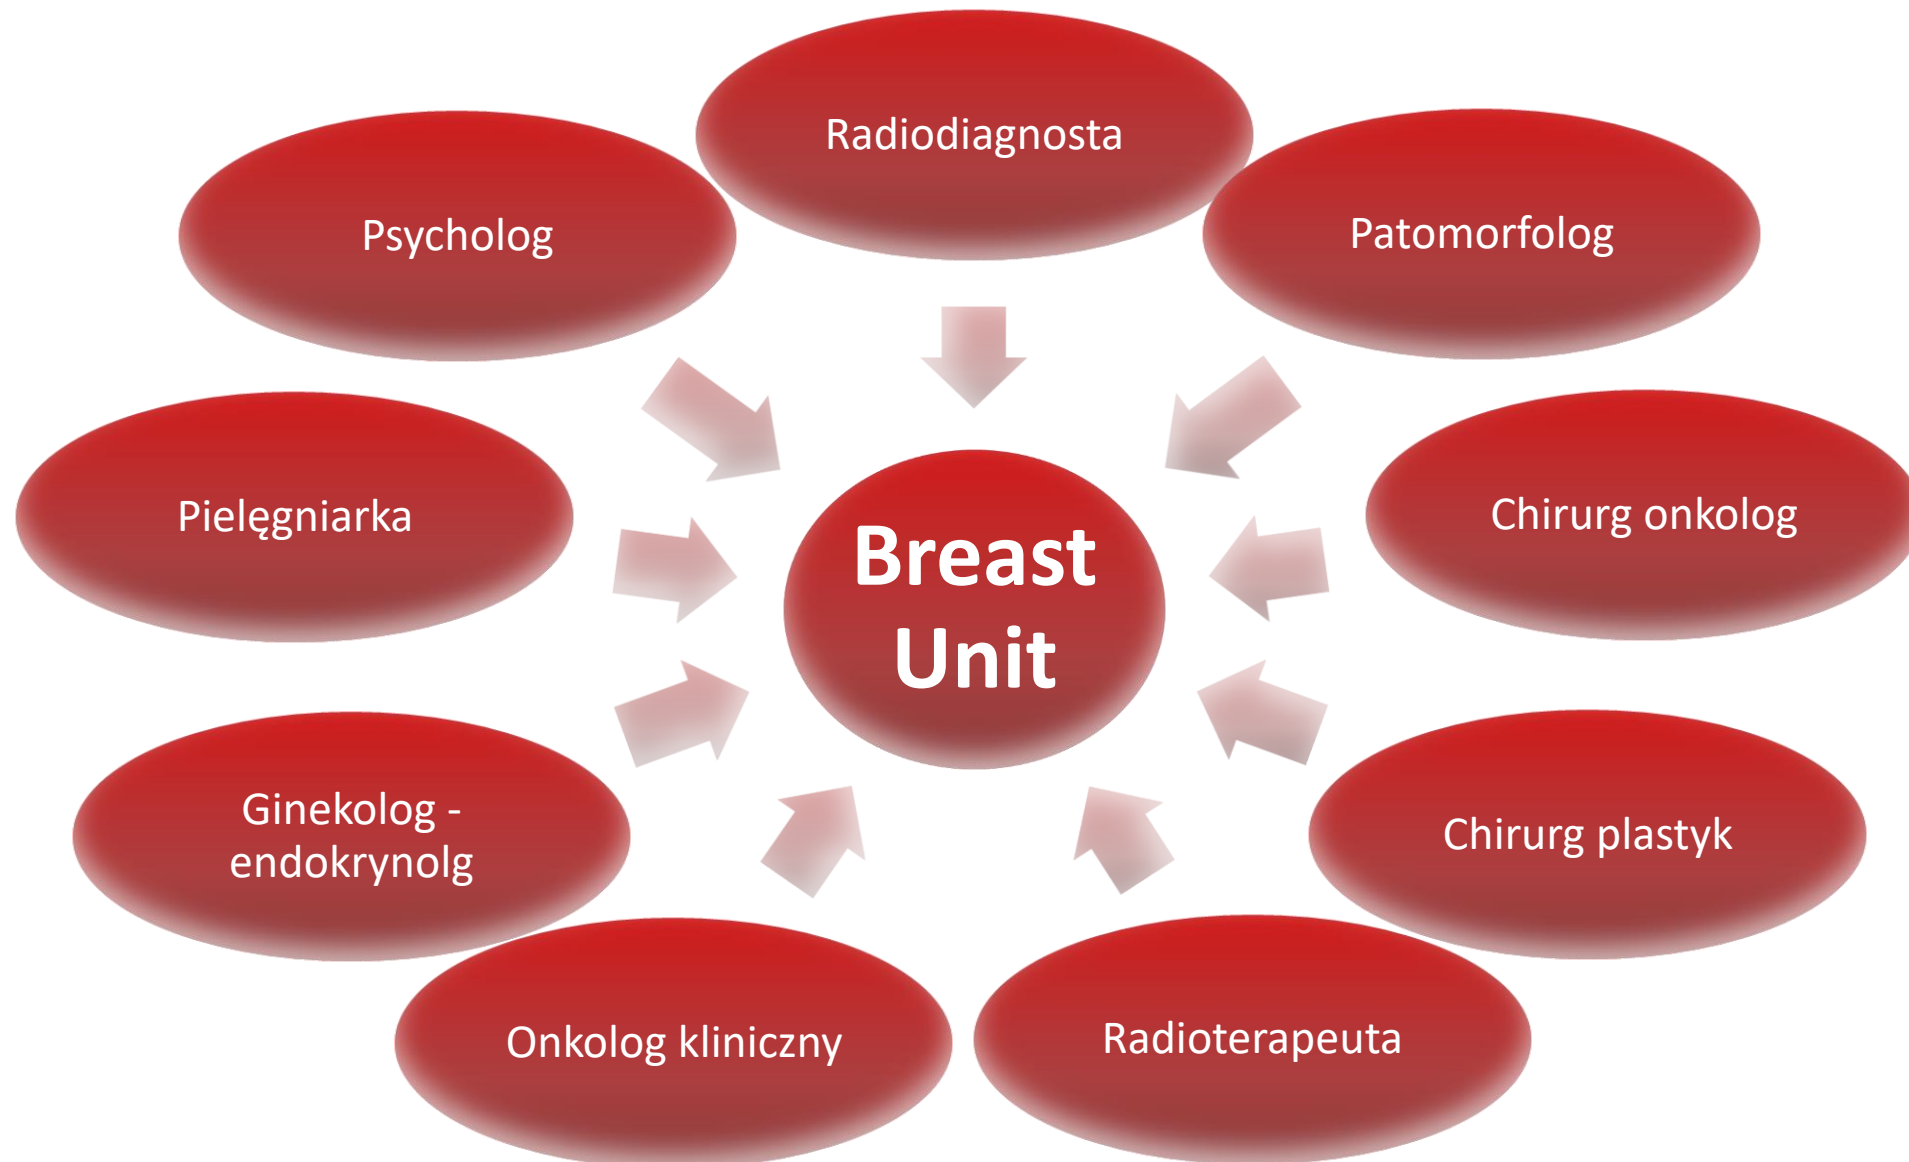 Radiodiagnosta
Psycholog
Patomorfolog
Pielęgniarka
Chirurg onkolog
Breast
Unit
Ginekolog -
endokrynolg
Chirurg plastyk
Onkolog kliniczny
Radioterapeuta